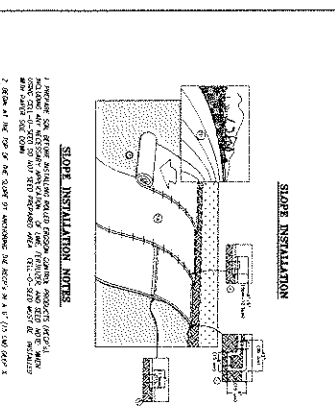 SLOPE INSTALLATION
SLOPE INSTALLATION NOTES
1. PREPARE SOIL BEFORE INSTALLING ROLLED EROSION CONTROL PRODUCTS (RECP's),
INCLUDING ANY NECESSARY APPLICATION OF LIME, FERTILIZER, AND SEED. NOTE: WHEN
USING CELL-O-SEED DO NOT SEED PREPARED AREA. CELL-O-SEED MUST BE INSTALLED
WITH PAPER SIDE DOWN.
2. BEGIN AT THE TOP OF THE SLOPE BY ANCHORING THE RECP's IN A 6" (15 CM) DEEP X